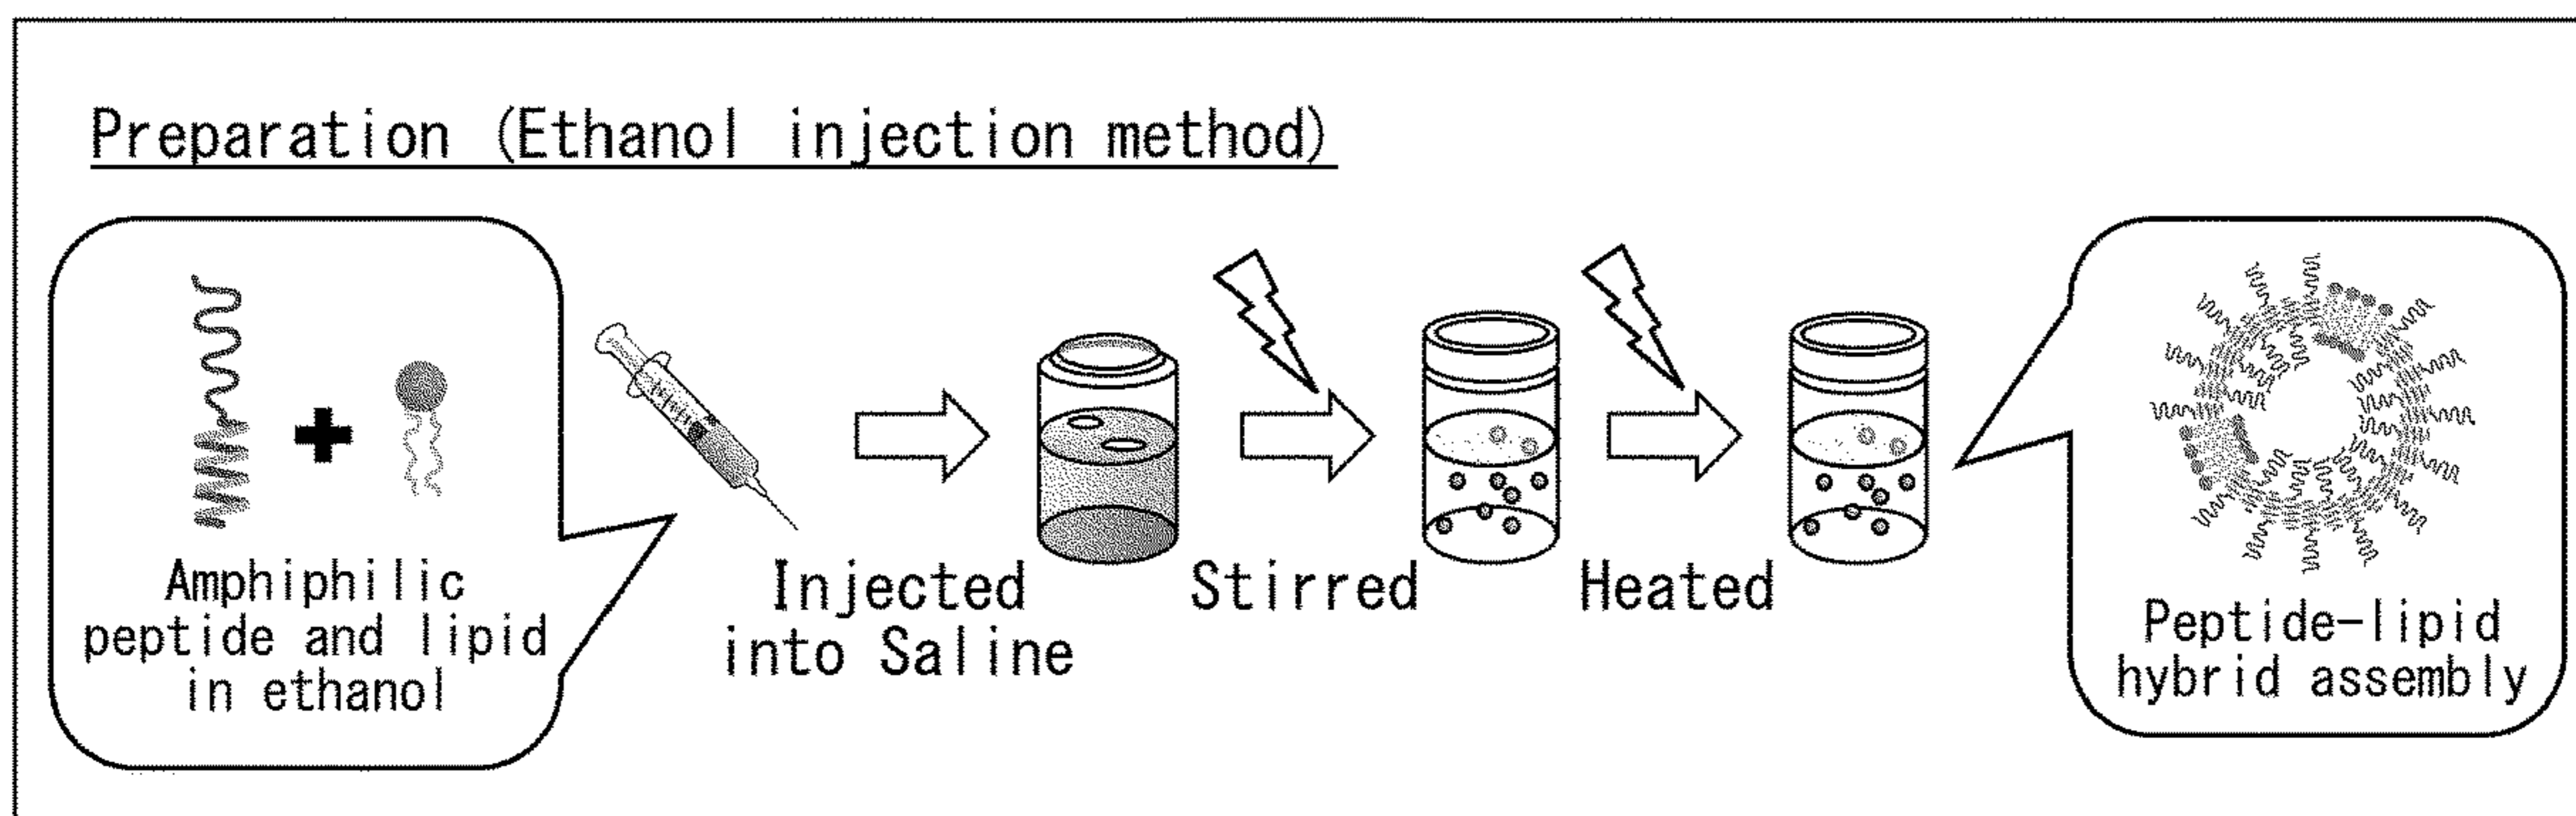 Preparation (Ethanol injection method)
Amphiphilic
peptide and lipid
in ethanol
Injected
into Saline
Stirred
Heated
Peptide-lipid
hybrid assembly